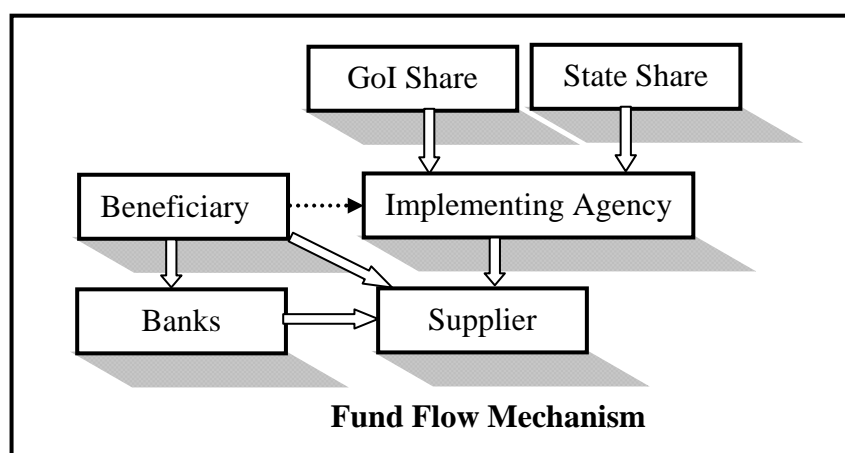 GoI Share
State Share
Beneficiary
Implementing Agency
Banks
Supplier
Fund Flow Mechanism